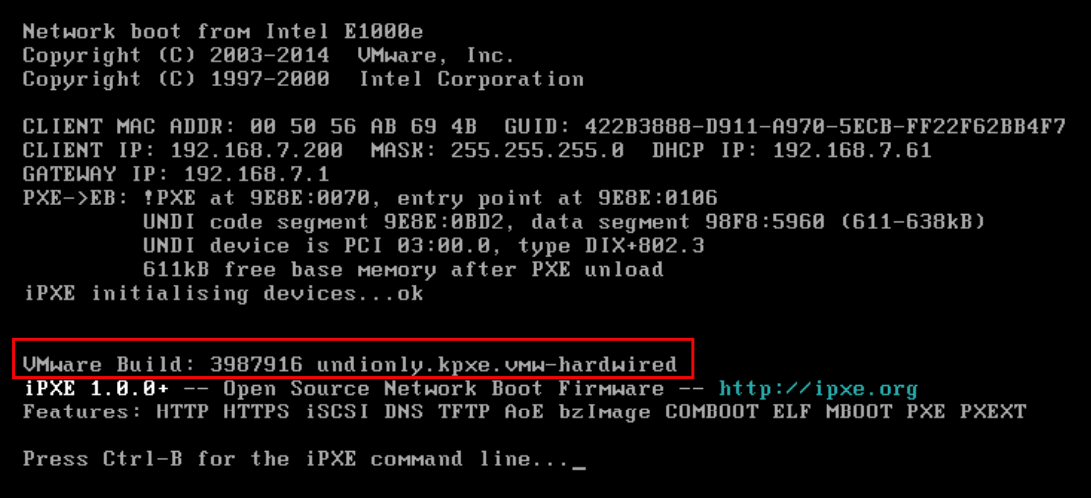 Network boot from Intel E1000e
Copyright (C) 2003-2014  VMware, Inc.
Copyright (C) 1997-2000  Intel Corporation
CLIENT MAC ADDR: 00 50 56 AB 69 4B  GUID: 422B3888-D911-A970-5ECB-FF22F62BB4F7
CLIENT IP: 192.168.7.200  MASK: 255.255.255.0  DHCP IP: 192.168.7.61
GATEWAY IP: 192.168.7.1
PXE->EB: !PXE at 9E8E:0070, entry point at 9E8E:0106
UNDI code segment 9E8E:0BD2, data segment 98F8:5960 (611-638kB)
UNDI device is PCI 03:00.0, type DIX+802.3
611kB free base memory after PXE unload
iPXE initialising devices...ok
VMware Build: 3987916 undionly.kpxe.vmw-hardwired
iPXE 1.0.0+ -- Open Source Network Boot Firmware -- http://ipxe.org
Features: HTTP HTTPS iSCSI DNS TFTP AoE bzImage COMBOOT ELF MBOOT PXE PXEXT
Press Ctrl-B for the iPXE command line..._